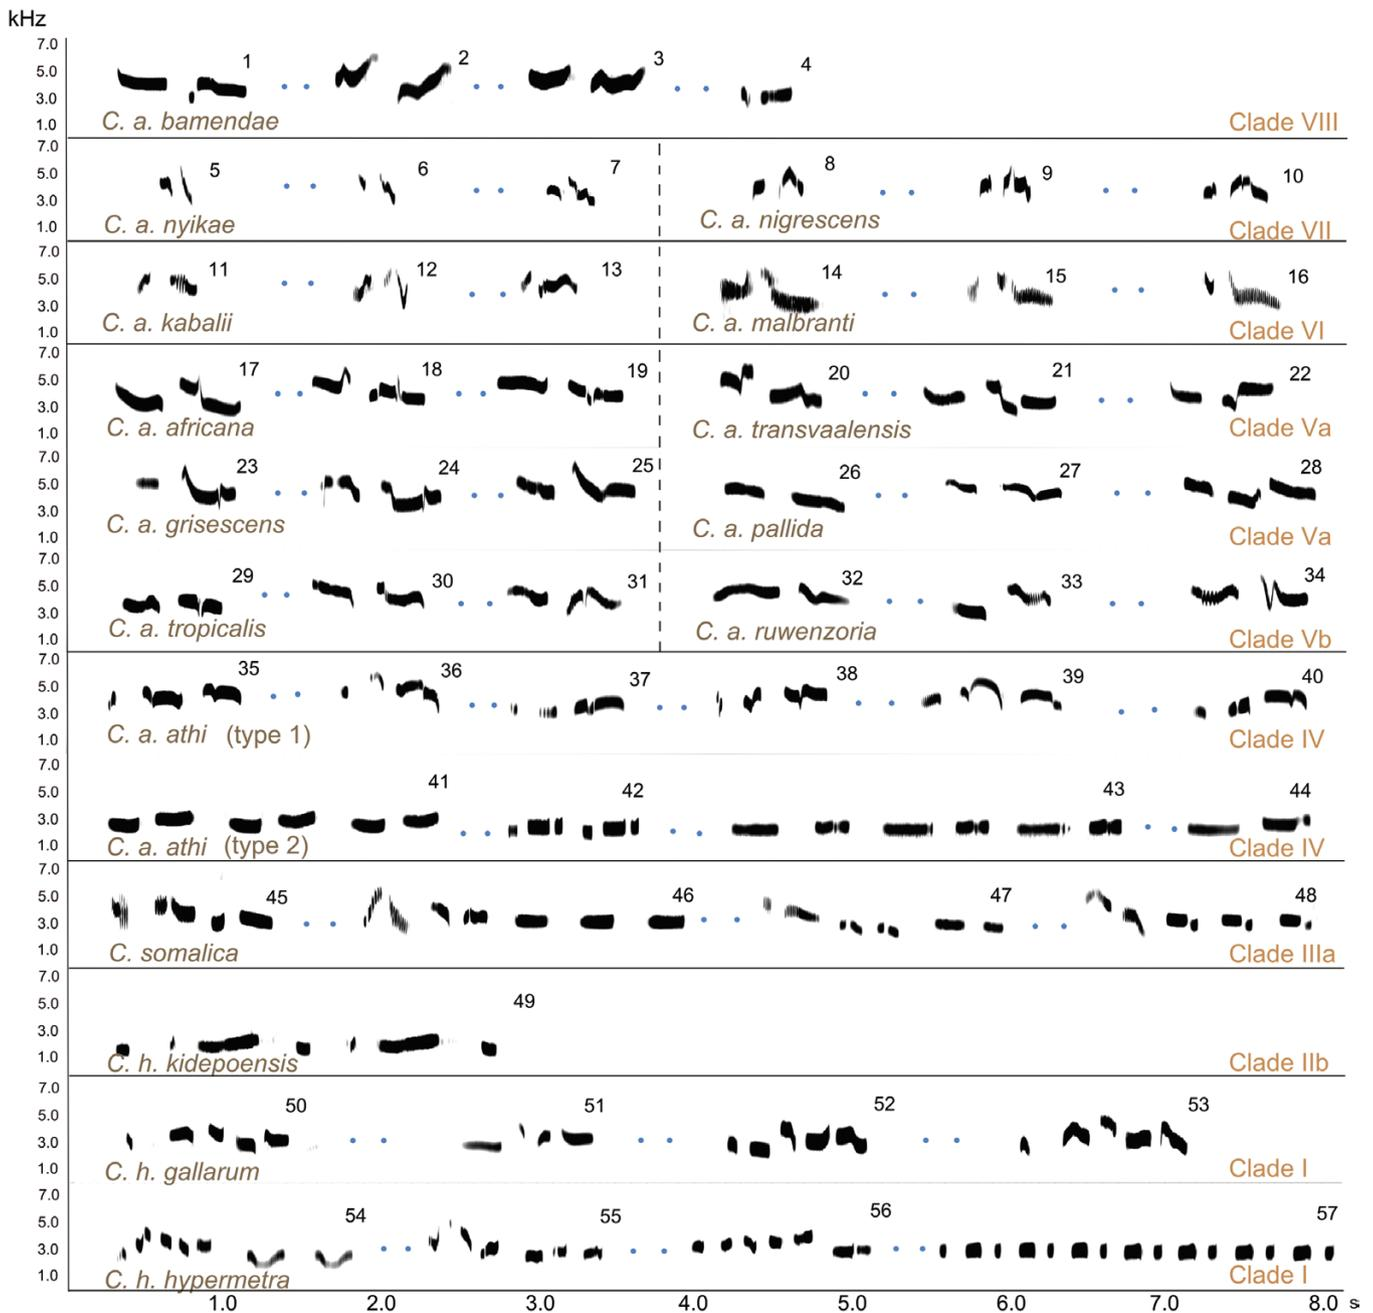 kHz
7.0
5.0 1 2 3 4
3.0
1.0 C. a. bamendae Clade VIII
7.0
5.0 5 6 7 8 9 10
3.0
1.0 C. a. nyikae C. a. nigrescens Clade VII
7.0
5.0 11 12 13 14 15 16
3.0
1.0 C. a. kabalii C. a. malbranti Clade VI
7.0
5.0 17 18 19 20 21 22
3.0
1.0 C. a. africana C. a. transvaalensis Clade Va
7.0
5.0 23 24 25 26 27 28
3.0
1.0 C. a. grisescens C. a. pallida Clade Va
7.0
5.0 29 30 31 32 33 34
3.0
1.0 C. a. tropicalis C. a. ruwenzoria Clade Vb
7.0
5.0 35 36 37 38 39 40
3.0
1.0 C. a. athi (type 1) Clade IV
7.0
5.0 41 42 43 44
3.0
1.0 C. a. athi (type 2) Clade IV
7.0
5.0 45 46 47 48
3.0
1.0 C. somalica Clade IIIa
7.0
5.0 49
3.0
1.0 C. h. kidepoensis Clade IIb
7.0
5.0 50 51 52 53
3.0
1.0 C. h. gallarum Clade I
7.0
5.0 54 55 56 57
3.0
1.0 C. h. hypermetra Clade I
1.0 2.0 3.0 4.0 5.0 6.0 7.0 8.0 s